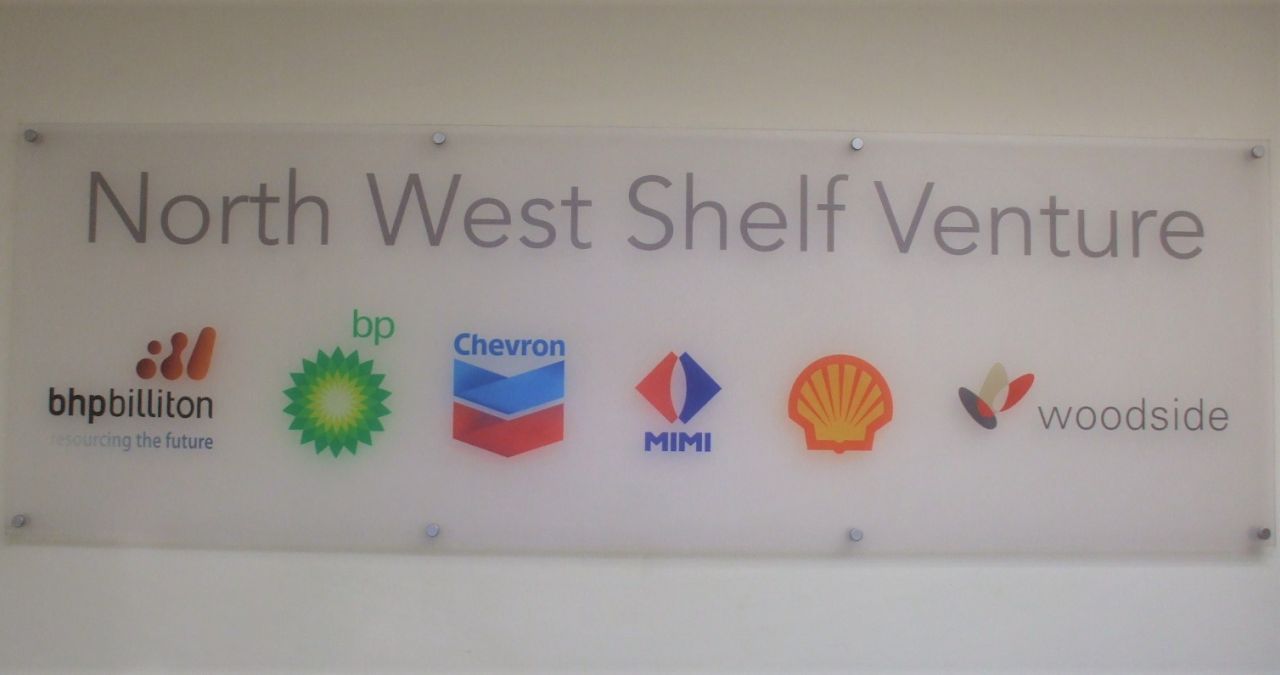 North West Shelf Venture
bhpbilliton
resourcing the future
bp
Chevron
MIMI
woodside